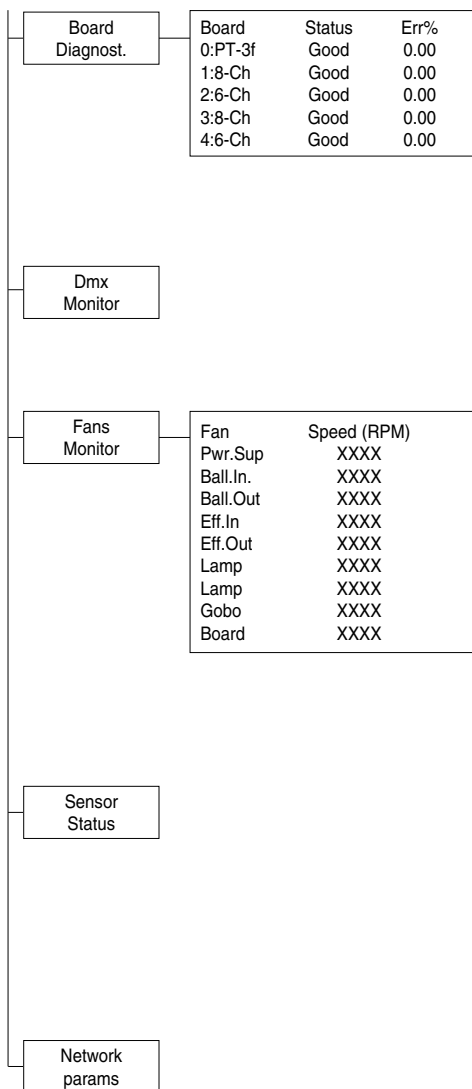 Board
Diagnost.
Board Status Err%
0:PT-3f Good 0.00
1:8-Ch Good 0.00
2:6-Ch Good 0.00
3:8-Ch Good 0.00
4:6-Ch Good 0.00
Dmx
Monitor
Fans
Monitor
Fan Speed (RPM)
Pwr.Sup XXXX
Ball.In. XXXX
Ball.Out XXXX
Eff.In XXXX
Eff.Out XXXX
Lamp XXXX
Lamp XXXX
Gobo XXXX
Board XXXX
Sensor
Status
Network
params